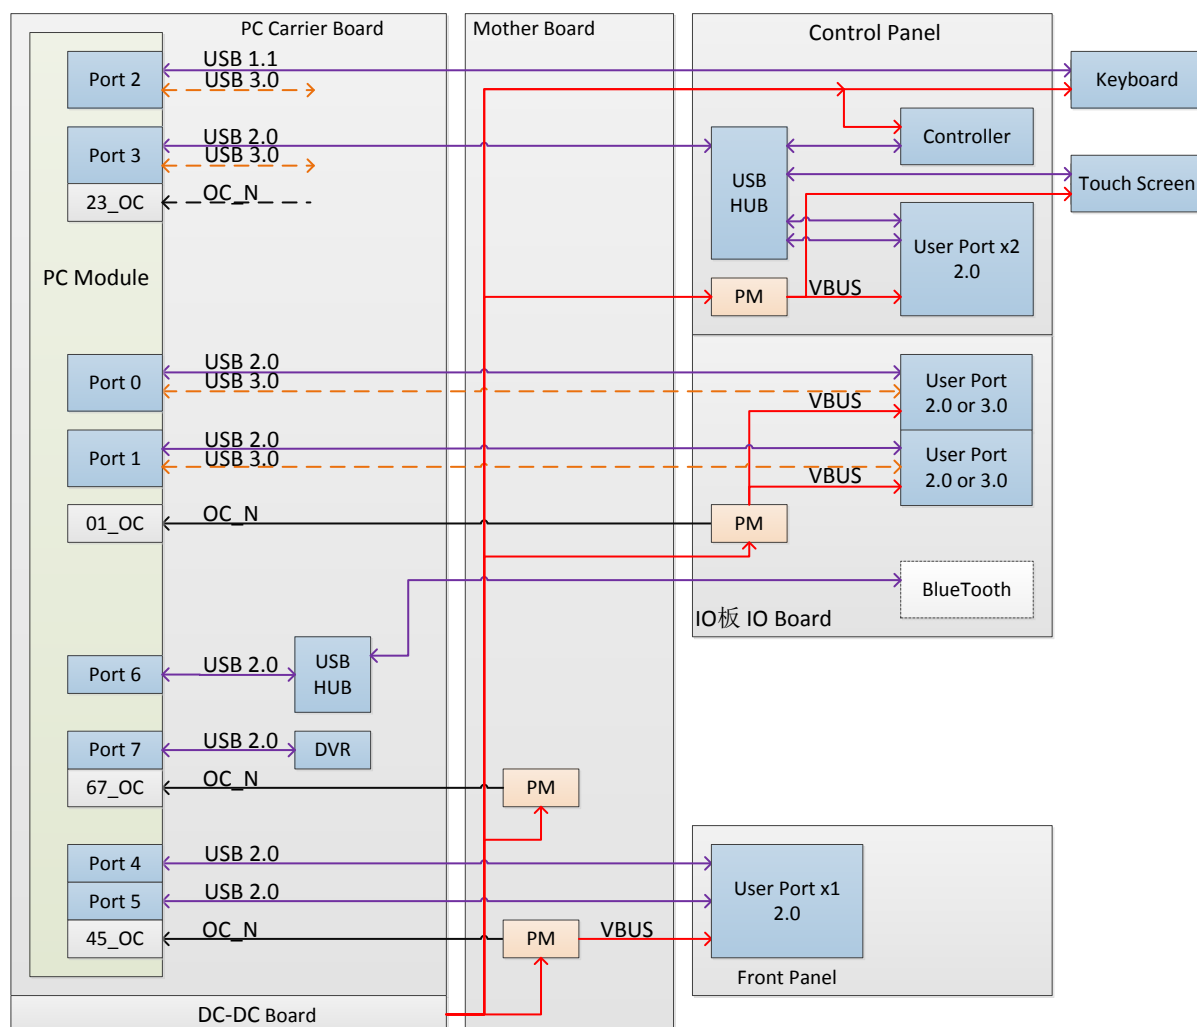 PC Carrier Board
Mother Board
Control Panel
Port 2
USB 1.1
USB 3.0
Keyboard
Controller
Port 3
USB 2.0
USB 3.0
23_OC
OC_N
USB
HUB
Touch Screen
User Port x2
2.0
PC Module
PM
VBUS
Port 0
USB 2.0
USB 3.0
User Port
2.0 or 3.0
VBUS
Port 1
USB 2.0
USB 3.0
User Port
2.0 or 3.0
VBUS
01_OC
OC_N
PM
BlueTooth
IO板 IO Board
Port 6
USB 2.0
USB
HUB
Port 7
USB 2.0
DVR
67_OC
OC_N
PM
Port 4
USB 2.0
Port 5
USB 2.0
User Port x1
2.0
45_OC
OC_N
PM
VBUS
Front Panel
DC-DC Board